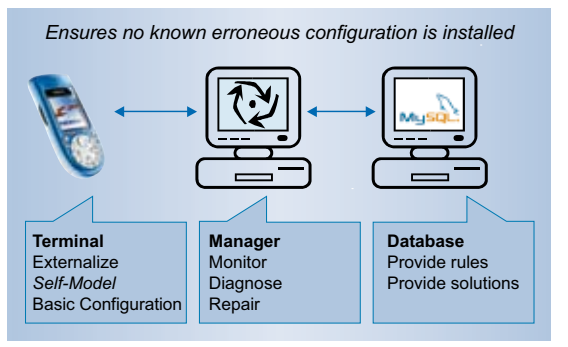 Ensures no known erroneous configuration is installed
MySQL
Terminal
Externalize
Self-Model
Basic Configuration
Manager
Monitor
Diagnose
Repair
Database
Provide rules
Provide solutions